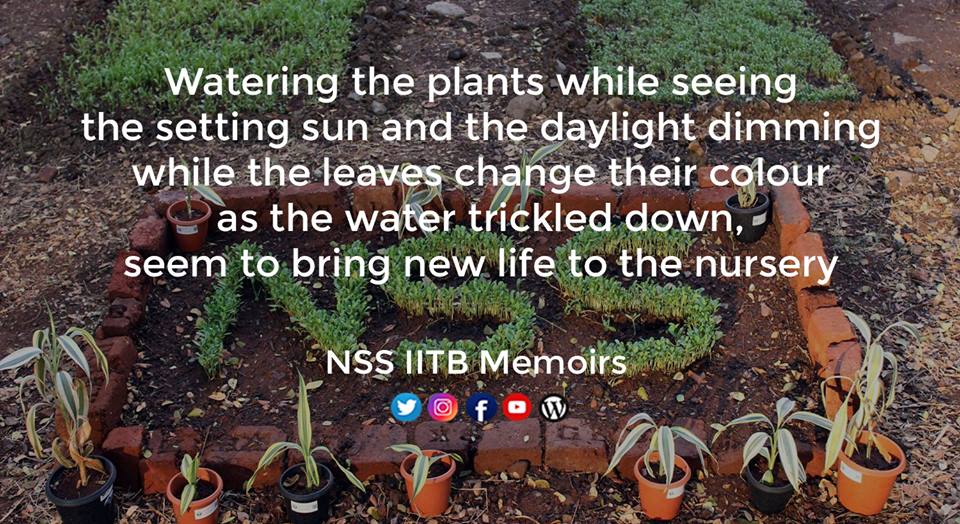 Watering the plants while seeing
the setting sun and the daylight dimming
while the leaves change their colour
as the water trickled down,
seem to bring new life to the nursery
NSS
NSS IITB Memoirs